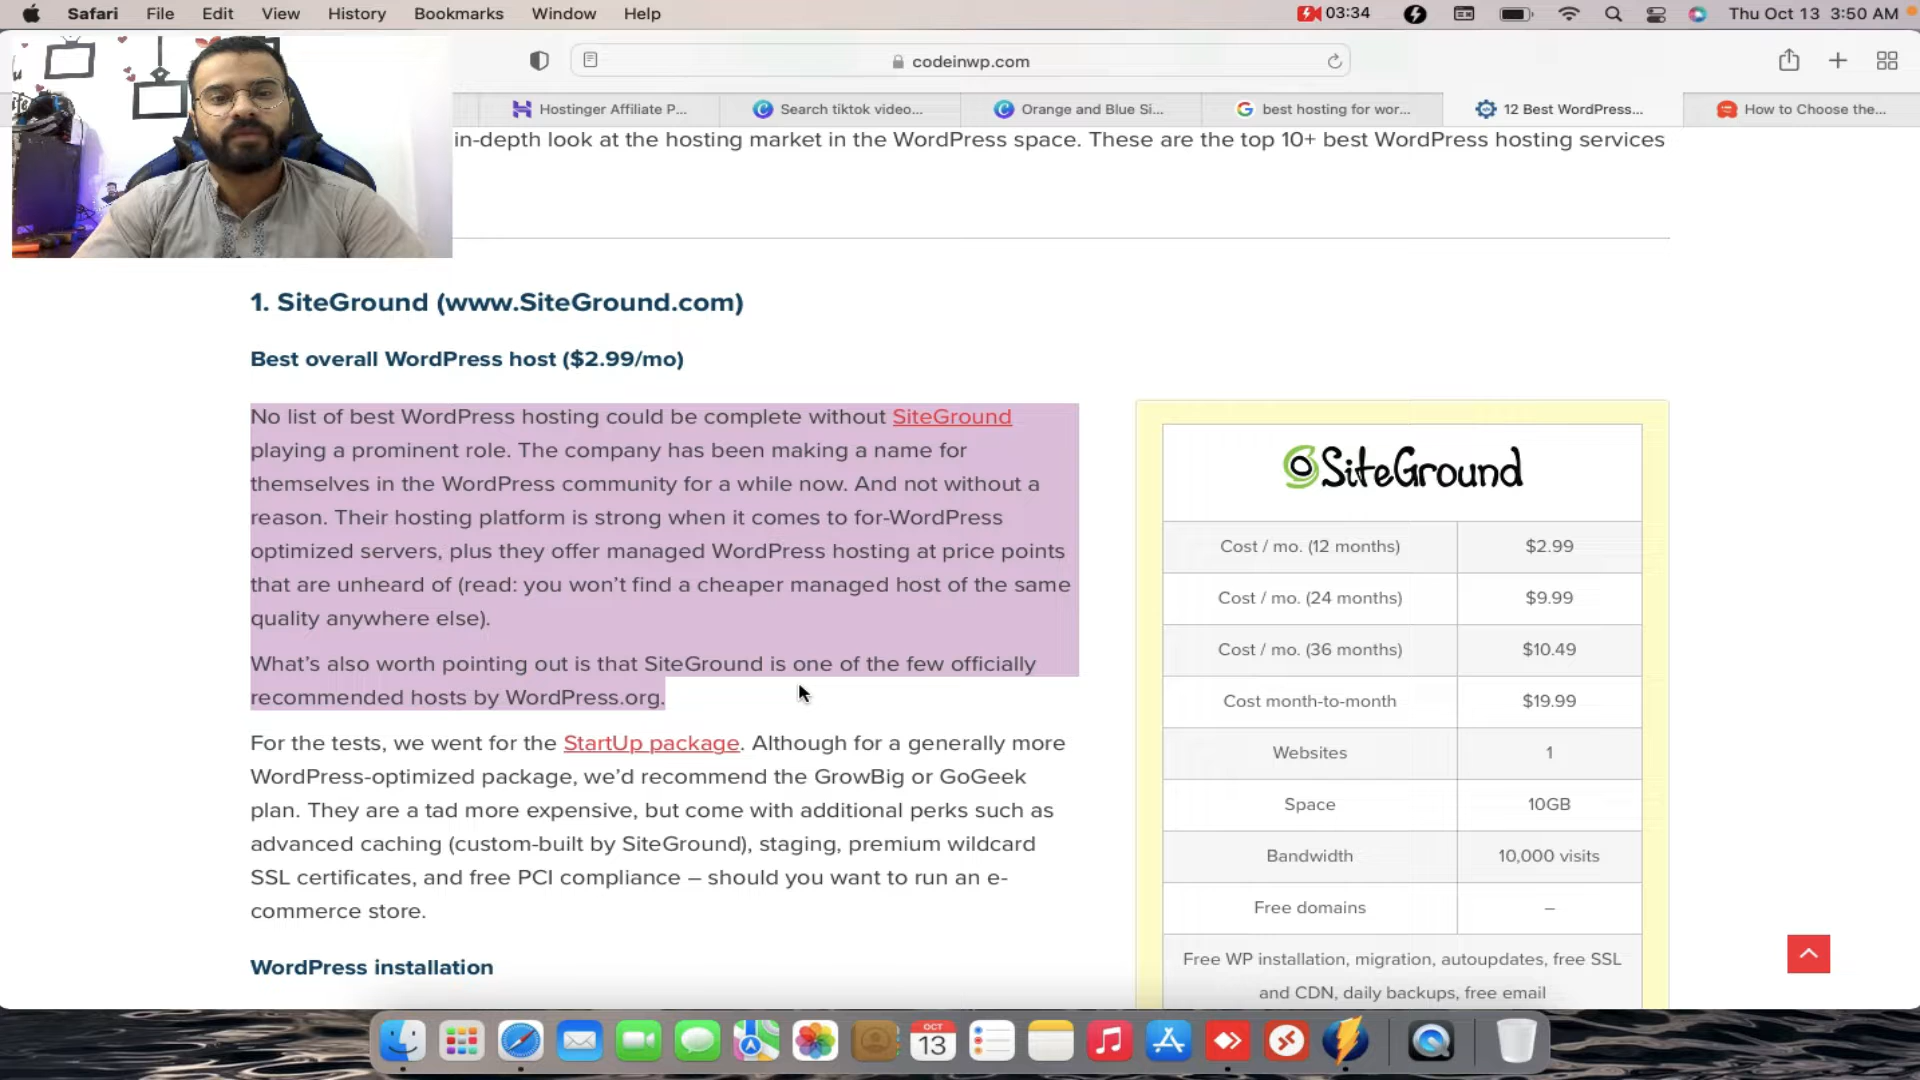 Safari File Edit View History Bookmarks Window Help 03:34 Thu Oct 13 3:50 AM
codeinwp.com
Hostinger Affiliate P... Search tiktok video... Orange and Blue Si... best hosting for wor... 12 Best WordPress... How to Choose the...
in-depth look at the hosting market in the WordPress space. These are the top 10+ best WordPress hosting services
1. SiteGround (www.SiteGround.com)
Best overall WordPress host ($2.99/mo)
No list of best WordPress hosting could be complete without SiteGround
playing a prominent role. The company has been making a name for
themselves in the WordPress community for a while now. And not without a
reason. Their hosting platform is strong when it comes to for-WordPress
optimized servers, plus they offer managed WordPress hosting at price points
that are unheard of (read: you won't find a cheaper managed host of the same
quality anywhere else).
What's also worth pointing out is that SiteGround is one of the few officially
recommended hosts by WordPress.org.
For the tests, we went for the StartUp package. Although for a generally more
WordPress-optimized package, we'd recommend the GrowBig or GoGeek
plan. They are a tad more expensive, but come with additional perks such as
advanced caching (custom-built by SiteGround), staging, premium wildcard
SSL certificates, and free PCI compliance – should you want to run an e-
commerce store.
WordPress installation
SiteGround
Cost / mo. (12 months) $2.99
Cost / mo. (24 months) $9.99
Cost / mo. (36 months) $10.49
Cost month-to-month $19.99
Websites 1
Space 10GB
Bandwidth 10,000 visits
Free domains –
Free WP installation, migration, autoupdates, free SSL
and CDN, daily backups, free email
OCT
13